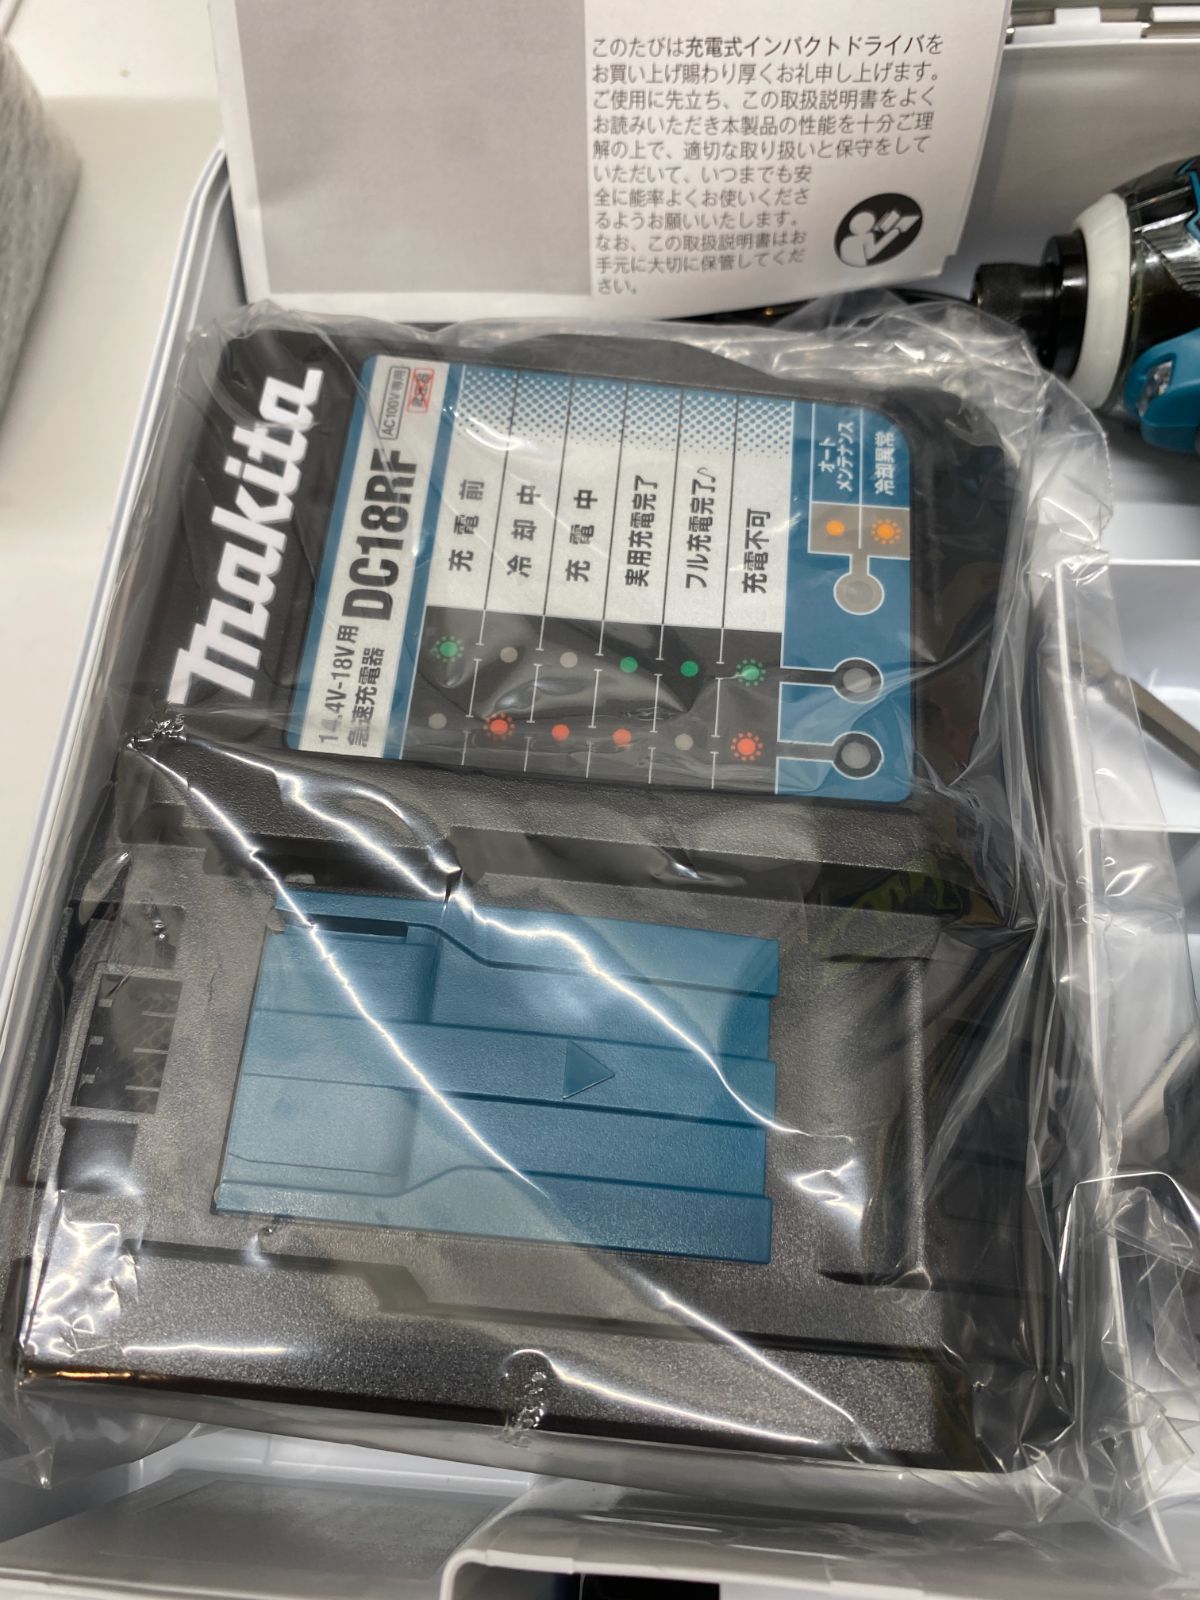 このたびは充電式インパクトドライバを
お買い上げ賜わり厚くお礼申し上げます。
ご使用に先立ち、この取扱説明書をよく
お読みいただき本製品の性能を十分ご理
解の上で、適切な取り扱いと保守をして
いただいて、いつまでも安
全に能率よくお使いくださ
るようお願いいたします。
なお、この取扱説明書はお
手元に大切に保管してくだ
さい。
makita
14.4V-18V用
急速充電器
DC18RF
AC100V専用
充電前
冷却中
充電中
実用充電完了
フル充電完了♪
充電不可
オート
メンテナンス
冷却異常